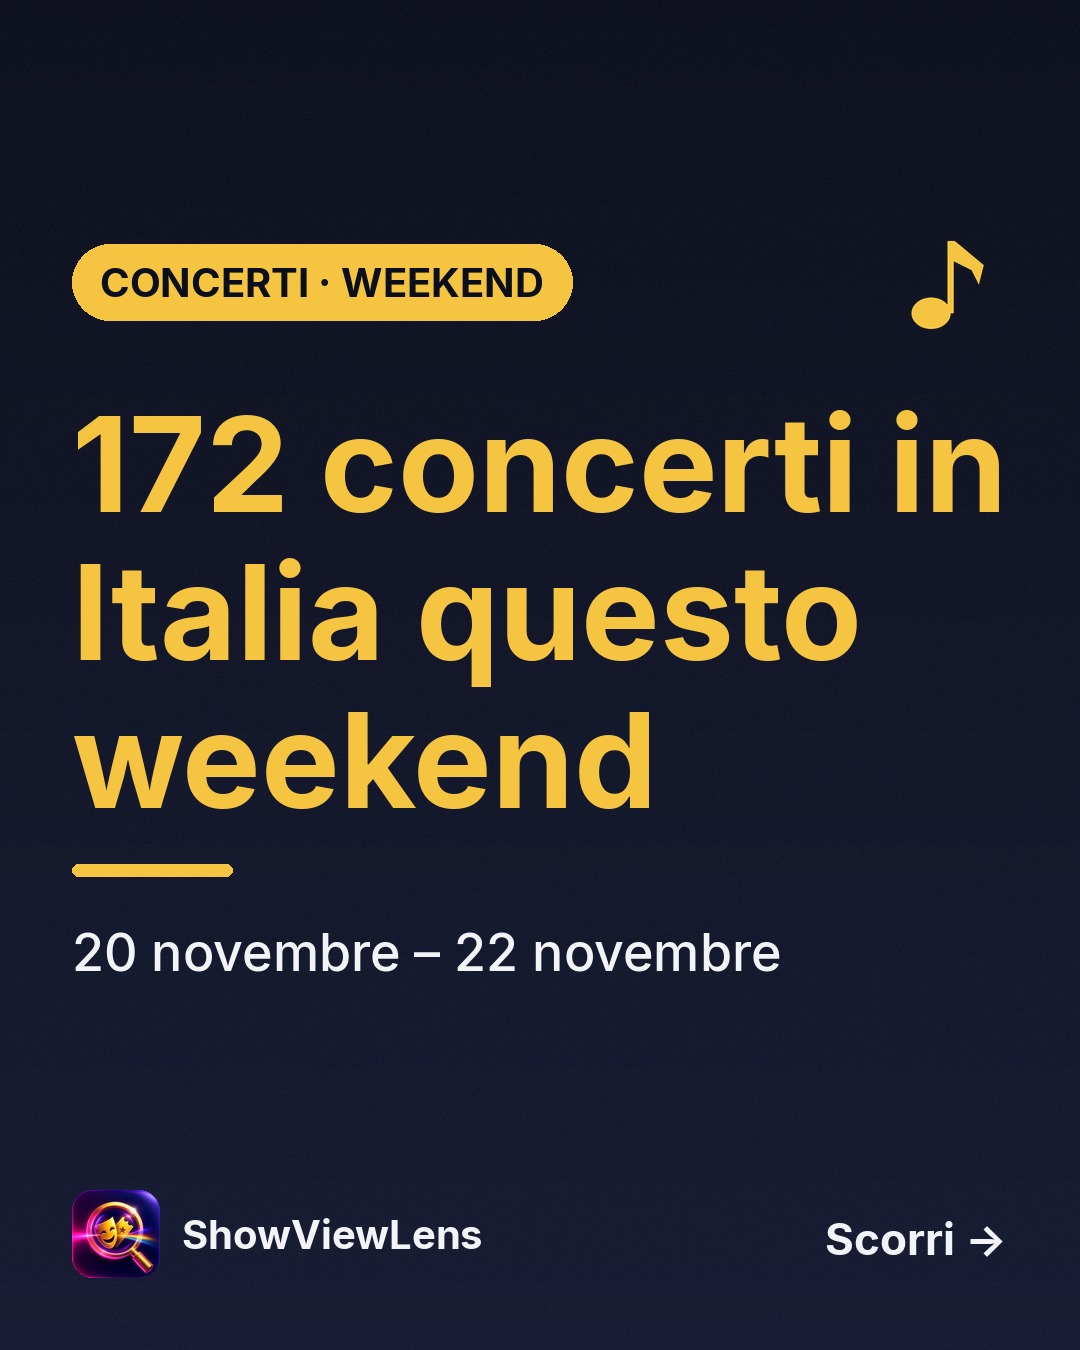 CONCERTI · WEEKEND
172 concerti in
Italia questo
weekend
20 novembre – 22 novembre
ShowViewLens
Scorri →